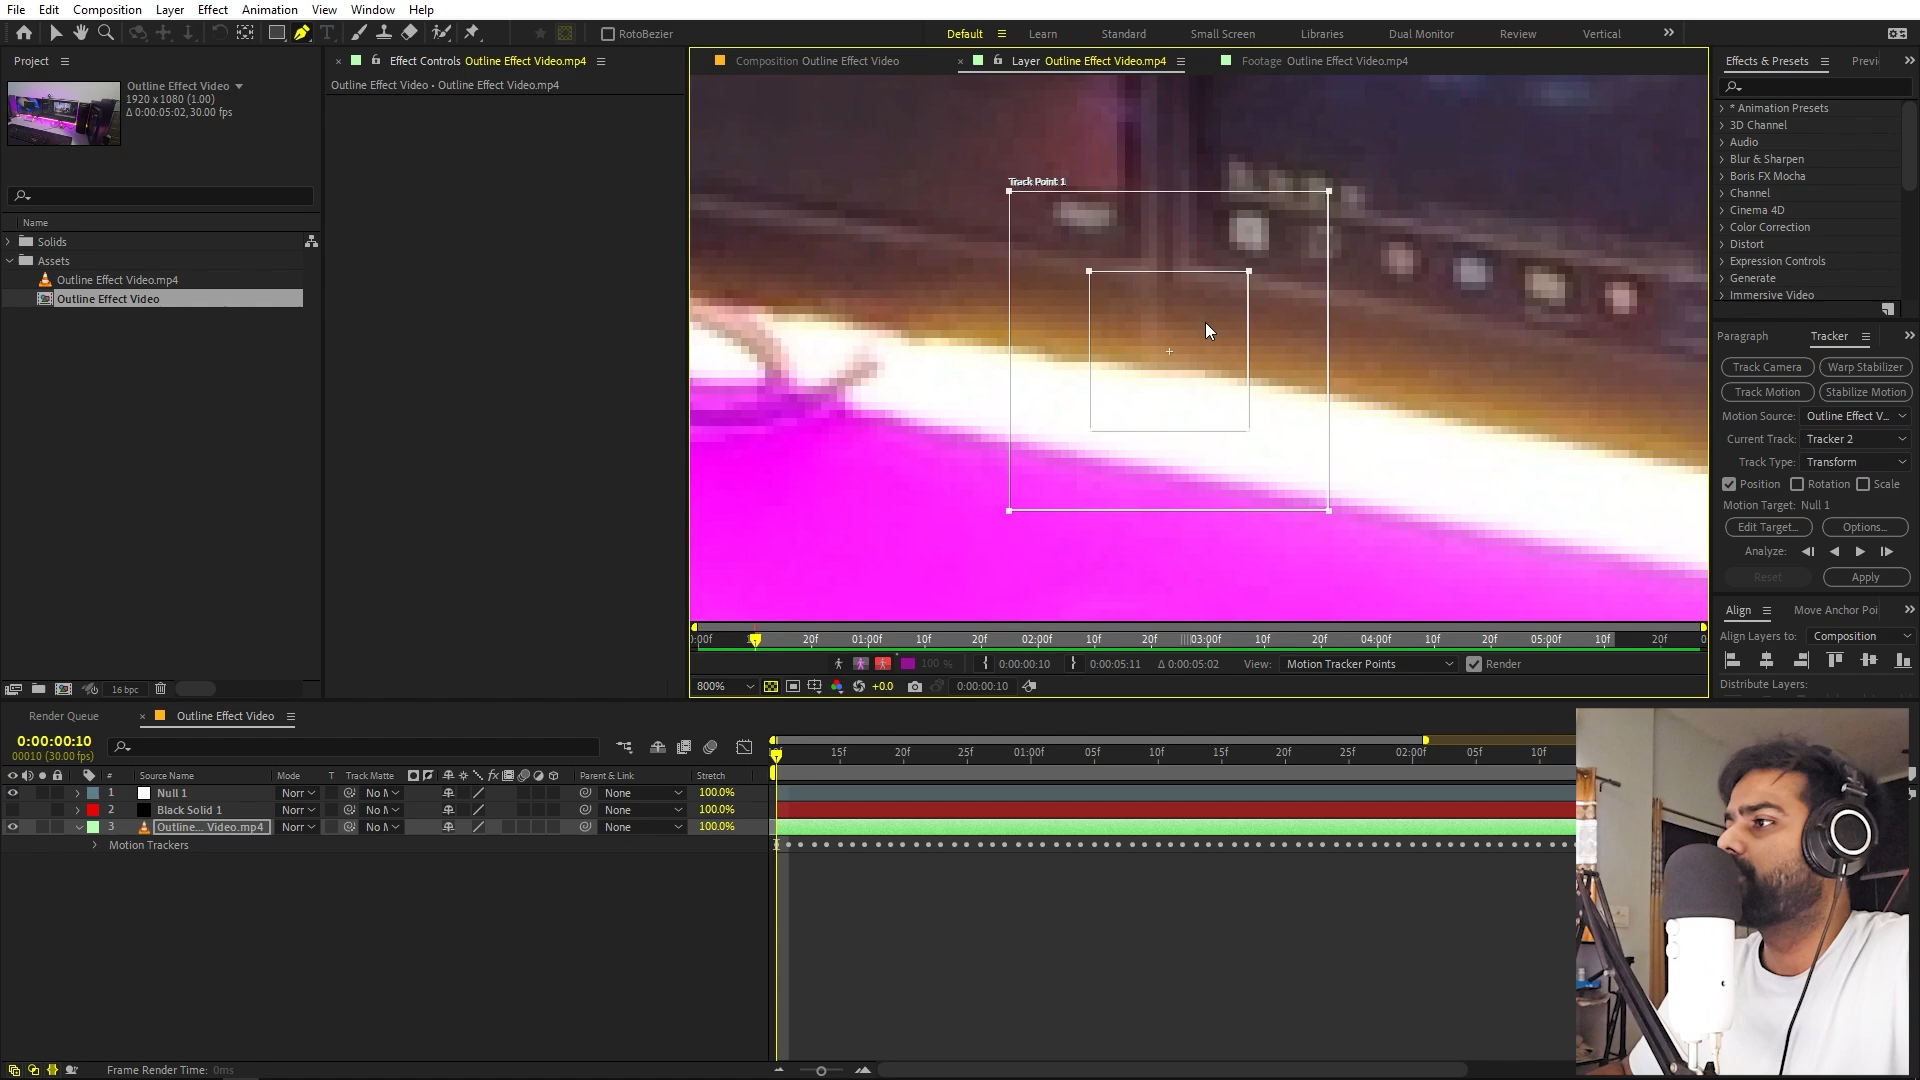 File Edit Composition Layer Effect Animation View Window Help
RotoBezier
Default Learn Standard Small Screen Libraries Dual Monitor Review Vertical
Project
Outline Effect Video
1920 x 1080 (1.00)
Δ 0:00:05:02, 30.00 fps
Name
Solids
Assets
Outline Effect Video.mp4
Outline Effect Video
16 bpc
Effect Controls Outline Effect Video.mp4
Outline Effect Video • Outline Effect Video.mp4
Composition Outline Effect Video
Layer Outline Effect Video.mp4
Footage Outline Effect Video.mp4
Track Point 1
):00f 20f 01:00f 10f 20f 02:00f 10f 20f 03:00f 10f 20f 04:00f 10f 20f 05:00f 10f 20f
100 % 0:00:00:10 0:00:05:11 Δ 0:00:05:02 View: Motion Tracker Points Render
800% +0.0 0:00:00:10
Effects & Presets Previ
* Animation Presets
3D Channel
Audio
Blur & Sharpen
Boris FX Mocha
Channel
Cinema 4D
Color Correction
Distort
Expression Controls
Generate
Immersive Video
Paragraph Tracker
Track Camera Warp Stabilizer
Track Motion Stabilize Motion
Motion Source: Outline Effect V...
Current Track: Tracker 2
Track Type: Transform
Position Rotation Scale
Motion Target: Null 1
Edit Target... Options...
Analyze:
Reset Apply
Align Move Anchor Poi
Align Layers to: Composition
Distribute Layers:
Render Queue Outline Effect Video
0:00:00:10
00010 (30.00 fps)
15f 20f 25f 01:00f 05f 10f 15f 20f 25f 02:00f 05f 10f
# Source Name Mode T Track Matte fx Parent & Link Stretch
1 Null 1 Norr No M None 100.0%
2 Black Solid 1 Norr No M None 100.0%
3 Outline... Video.mp4 Norr No M None 100.0%
Motion Trackers
Frame Render Time: 0ms